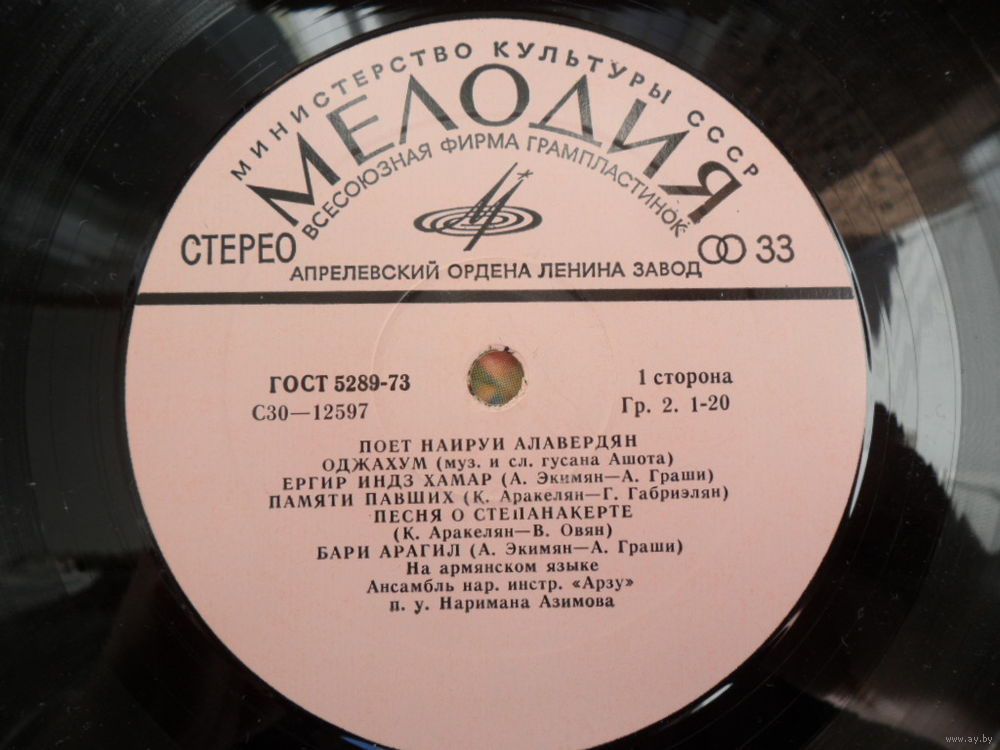 МИНИСТЕРСТВО КУЛЬТУРЫ СССР
МЕЛОДИЯ
ВСЕСОЮЗНАЯ ФИРМА ГРАМПЛАСТИНОК
СТЕРЕО
33
АПРЕЛЕВСКИЙ ОРДЕНА ЛЕНИНА ЗАВОД
ГОСТ 5289-73
1 сторона
С30—12597
Гр. 2. 1-20
ПОЕТ НАИРУИ АЛАВЕРДЯН
ОДЖАХУМ (муз. и сл. гусана Ашота)
ЕРГИР ИНДЗ ХАМАР (А. Экимян—А. Граши)
ПАМЯТИ ПАВШИХ (К. Аракелян—Г. Габриэлян)
ПЕСНЯ О СТЕПАНАКЕРТЕ
(К. Аракелян—В. Овян)
БАРИ АРАГИЛ (А. Экимян—А. Граши)
На армянском языке
Ансамбль нар. инстр. «Арзу»
п. у. Наримана Азимова
www.ay.by